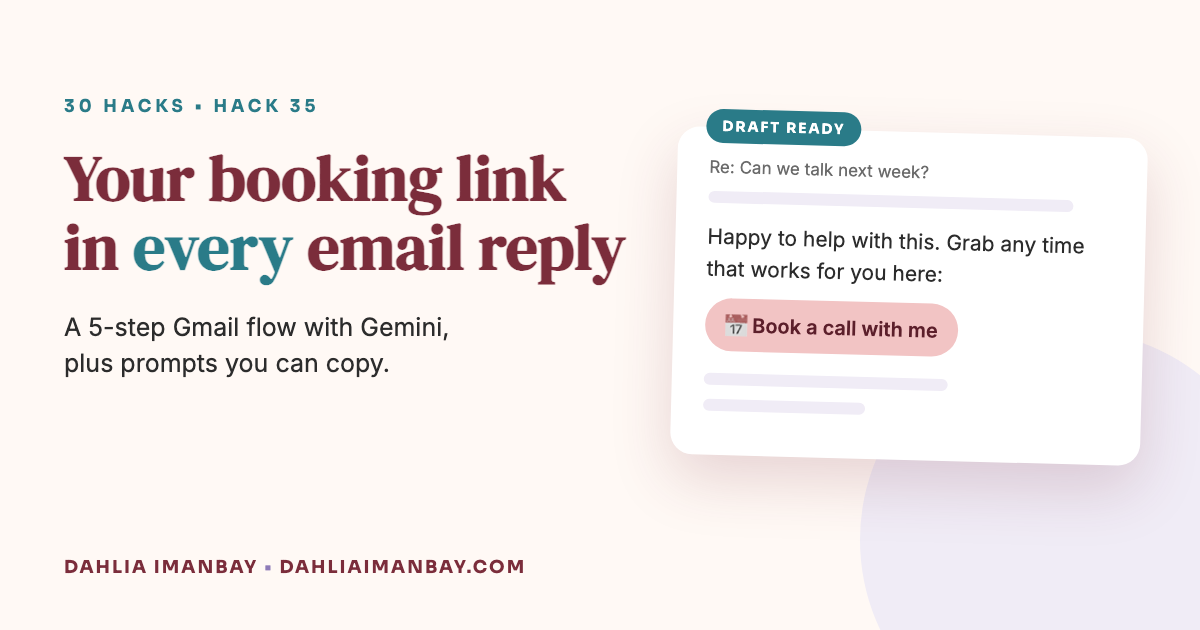 30 HACKS ▪ HACK 35
Your booking link
in every email reply
A 5-step Gmail flow with Gemini,
plus prompts you can copy.
DRAFT READY
Re: Can we talk next week?
Happy to help with this. Grab any time
that works for you here:
📅 Book a call with me
DAHLIA IMANBAY ▪ DAHLIAIMANBAY.COM